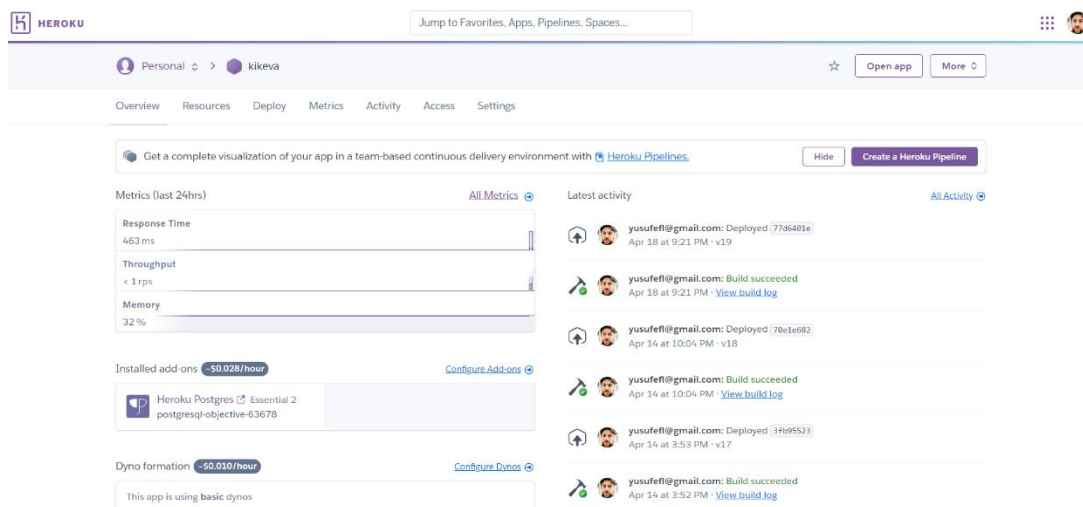 HEROKU
Jump to Favorites, Apps, Pipelines, Spaces...
Personal > kikeva
Open app
More
Overview Resources Deploy Metrics Activity Access Settings
Get a complete visualization of your app in a team-based continuous delivery environment with Heroku Pipelines.
Hide
Create a Heroku Pipeline
Metrics (last 24hrs)
All Metrics
Response Time
463 ms
Throughput
< 1 rps
Memory
32 %
Installed add-ons ~$0.028/hour
Configure Add-ons
Heroku Postgres Essential 2
postgresql-objective-63678
Dyno formation ~$0.010/hour
Configure Dynos
This app is using basic dynos
Latest activity
All Activity
yusufefl@gmail.com: Deployed 77d6401e
Apr 18 at 9:21 PM · v19
yusufefl@gmail.com: Build succeeded
Apr 18 at 9:21 PM · View build log
yusufefl@gmail.com: Deployed 70e1e682
Apr 14 at 10:04 PM · v18
yusufefl@gmail.com: Build succeeded
Apr 14 at 10:04 PM · View build log
yusufefl@gmail.com: Deployed 3fb95523
Apr 14 at 3:53 PM · v17
yusufefl@gmail.com: Build succeeded
Apr 14 at 3:52 PM · View build log